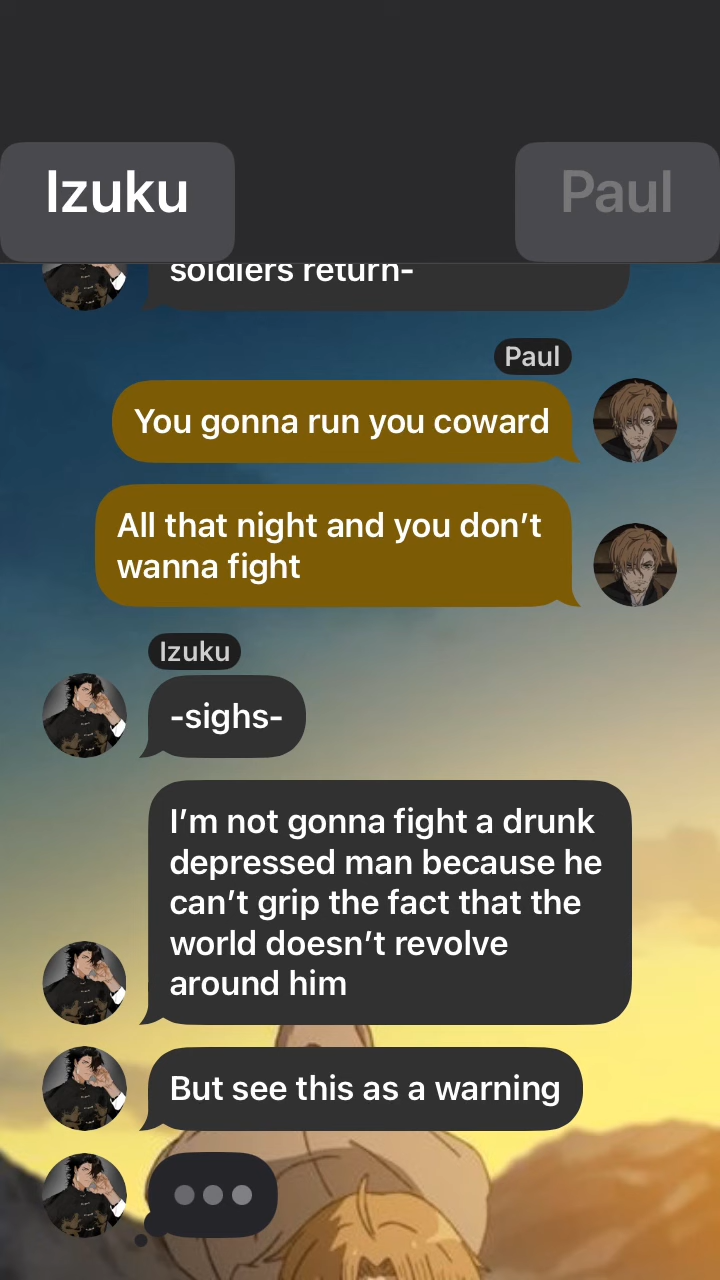 Izuku
Paul
soldiers return-
Paul
You gonna run you coward
All that night and you don’t
wanna fight
Izuku
-sighs-
I’m not gonna fight a drunk
depressed man because he
can’t grip the fact that the
world doesn’t revolve
around him
But see this as a warning